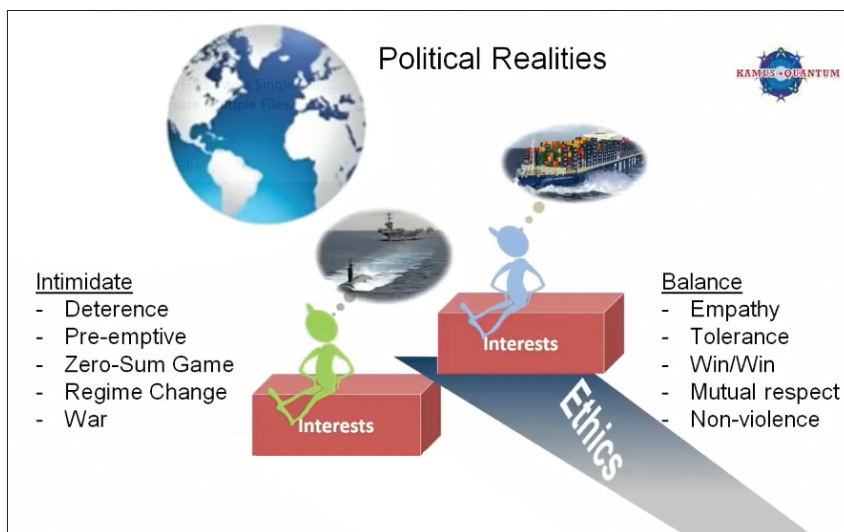 Political Realities
KAMUS QUANTUM
Intimidate
- Deterence
- Pre-emptive
- Zero-Sum Game
- Regime Change
- War
Interests
Interests
Ethics
Balance
- Empathy
- Tolerance
- Win/Win
- Mutual respect
- Non-violence